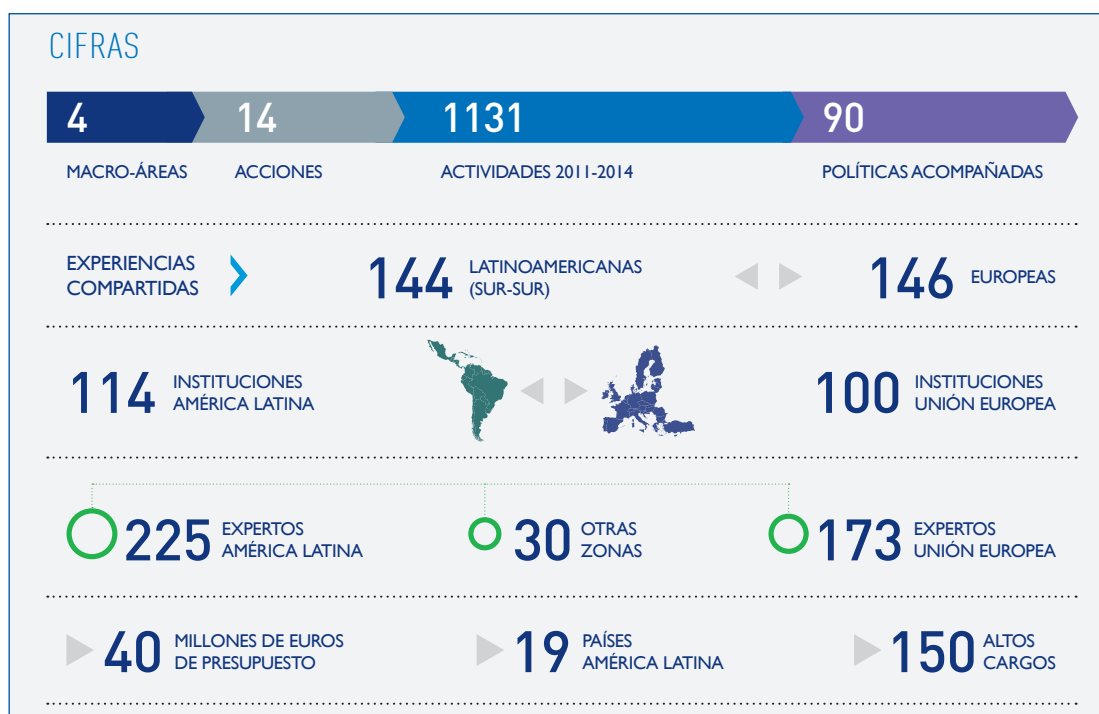 CIFRAS
4
14
1131
90
MACRO-ÁREAS
ACCIONES
ACTIVIDADES 2011-2014
POLÍTICAS ACOMPAÑADAS
EXPERIENCIAS
COMPARTIDAS
144
LATINOAMERICANAS
(SUR-SUR)
146
EUROPEAS
114
INSTITUCIONES
AMÉRICA LATINA
100
INSTITUCIONES
UNIÓN EUROPEA
225
EXPERTOS
AMÉRICA LATINA
30
OTRAS
ZONAS
173
EXPERTOS
UNIÓN EUROPEA
40
MILLONES DE EUROS
DE PRESUPUESTO
19
PAÍSES
AMÉRICA LATINA
150
ALTOS
CARGOS